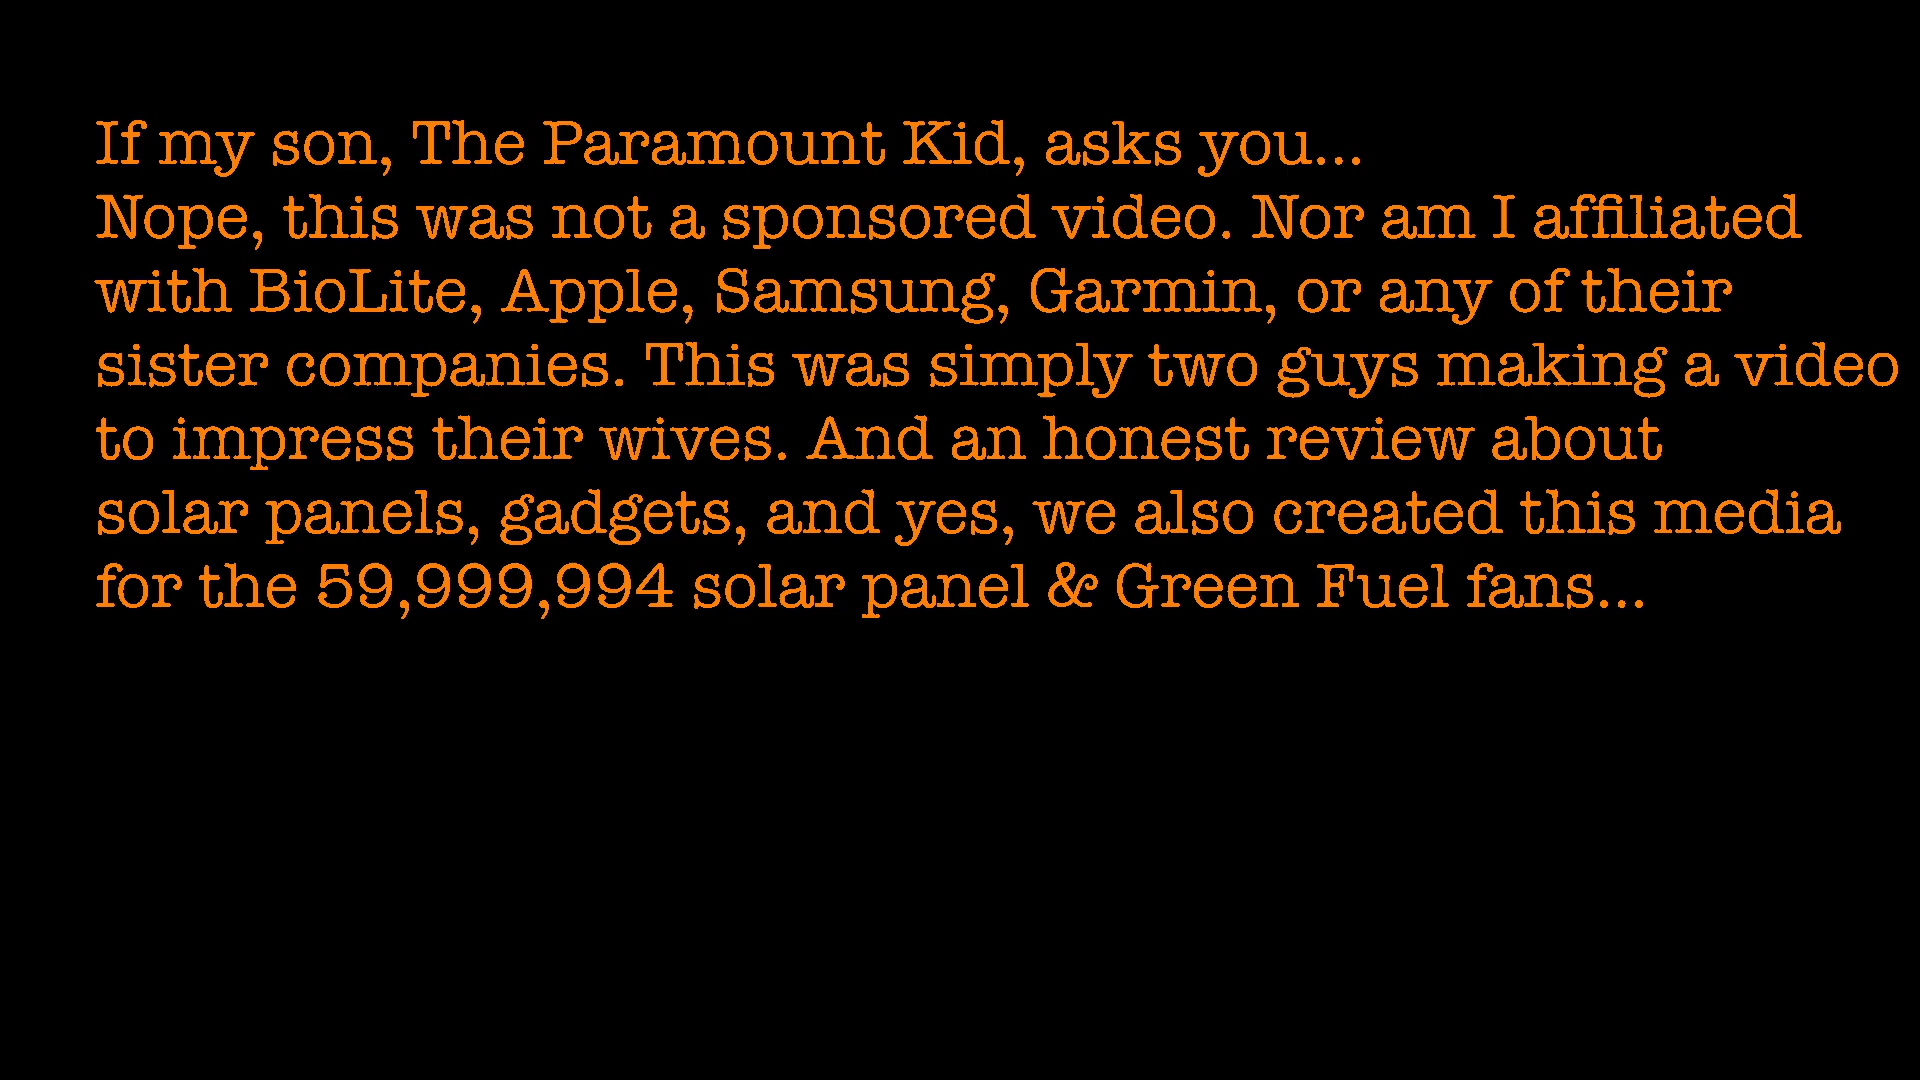 If my son, The Paramount Kid, asks you...
Nope, this was not a sponsored video. Nor am I affiliated
with BioLite, Apple, Samsung, Garmin, or any of their
sister companies. This was simply two guys making a video
to impress their wives. And an honest review about
solar panels, gadgets, and yes, we also created this media
for the 59,999,994 solar panel & Green Fuel fans...